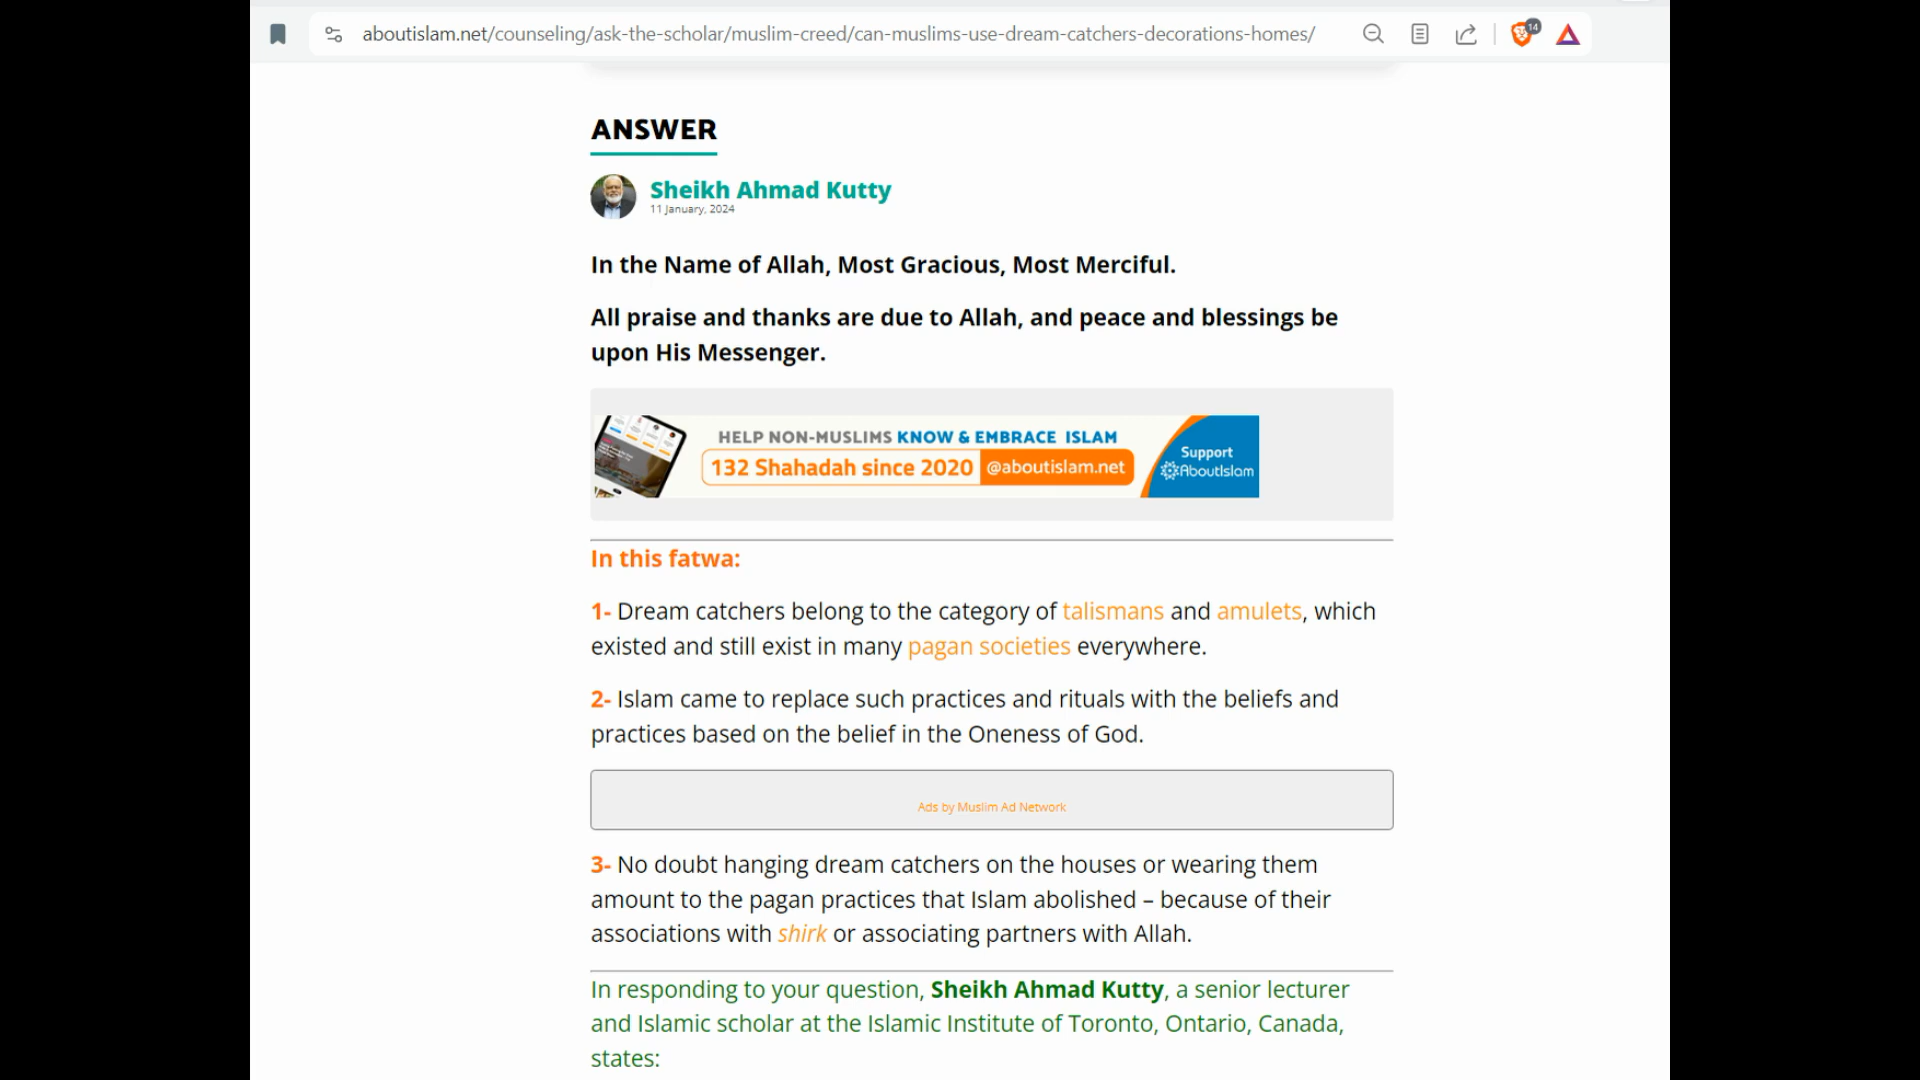 aboutislam.net/counseling/ask-the-scholar/muslim-creed/can-muslims-use-dream-catchers-decorations-homes/
14
ANSWER
Sheikh Ahmad Kutty
11 January, 2024
In the Name of Allah, Most Gracious, Most Merciful.
All praise and thanks are due to Allah, and peace and blessings be
upon His Messenger.
HELP NON-MUSLIMS KNOW & EMBRACE ISLAM
132 Shahadah since 2020 @aboutislam.net
Support
AboutIslam
In this fatwa:
1- Dream catchers belong to the category of talismans and amulets, which
existed and still exist in many pagan societies everywhere.
2- Islam came to replace such practices and rituals with the beliefs and
practices based on the belief in the Oneness of God.
Ads by Muslim Ad Network
3- No doubt hanging dream catchers on the houses or wearing them
amount to the pagan practices that Islam abolished – because of their
associations with shirk or associating partners with Allah.
In responding to your question, Sheikh Ahmad Kutty, a senior lecturer
and Islamic scholar at the Islamic Institute of Toronto, Ontario, Canada,
states: